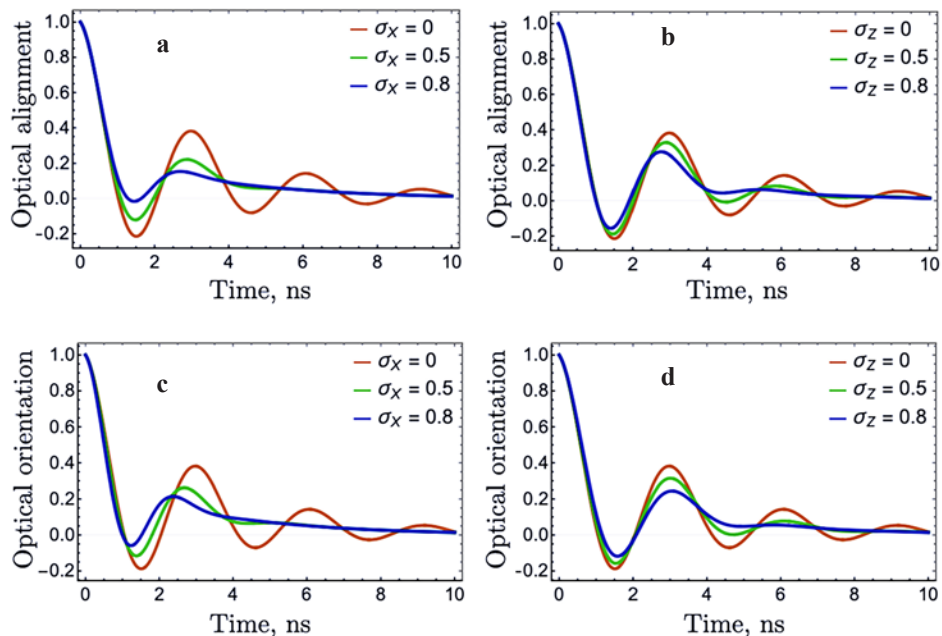 a
σX = 0
σX = 0.5
σX = 0.8
Optical alignment
1.0
0.8
0.6
0.4
0.2
0.0
-0.2
0 2 4 6 8 10
Time, ns
b
σZ = 0
σZ = 0.5
σZ = 0.8
Optical alignment
1.0
0.8
0.6
0.4
0.2
0.0
-0.2
0 2 4 6 8 10
Time, ns
c
σX = 0
σX = 0.5
σX = 0.8
Optical orientation
1.0
0.8
0.6
0.4
0.2
0.0
-0.2
0 2 4 6 8 10
Time, ns
d
σZ = 0
σZ = 0.5
σZ = 0.8
Optical orientation
1.0
0.8
0.6
0.4
0.2
0.0
-0.2
0 2 4 6 8 10
Time, ns